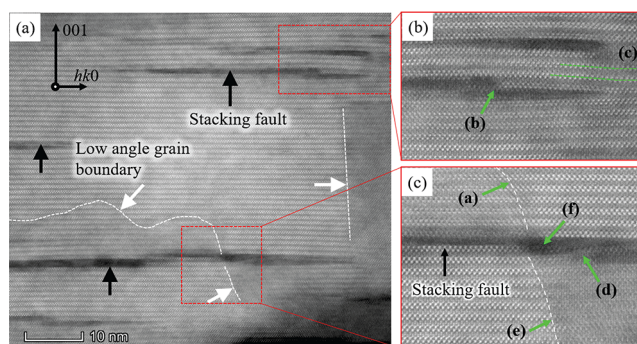 (a)
001
hk0
Stacking fault
Low angle grain
boundary
10 nm
(b)
(c)
(b)
(c)
(a)
(f)
(d)
Stacking fault
(e)